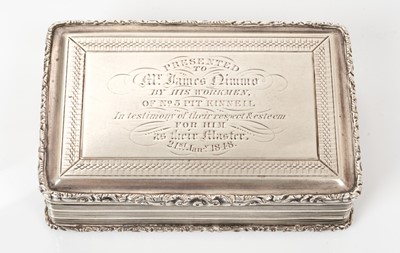 PRESENTED
TO
Mr. James Nimmo
BY HIS WORKMEN,
OF No 5 PIT KINNEIL
In testimony of their respect & esteem
FOR HIM
as their Master,
21st Jany. 1848.